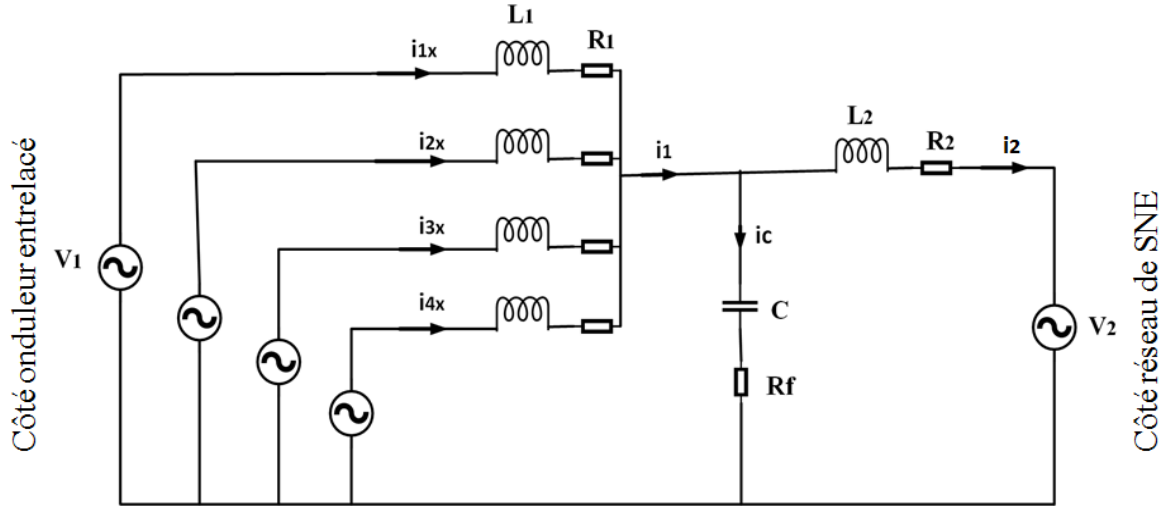 L1
i1x
R1
L2
i2x
R2
i1
i2
i3x
ic
V1
i4x
C
V2
Rf
Côté onduleur entrelacé
Côté réseau de SNE